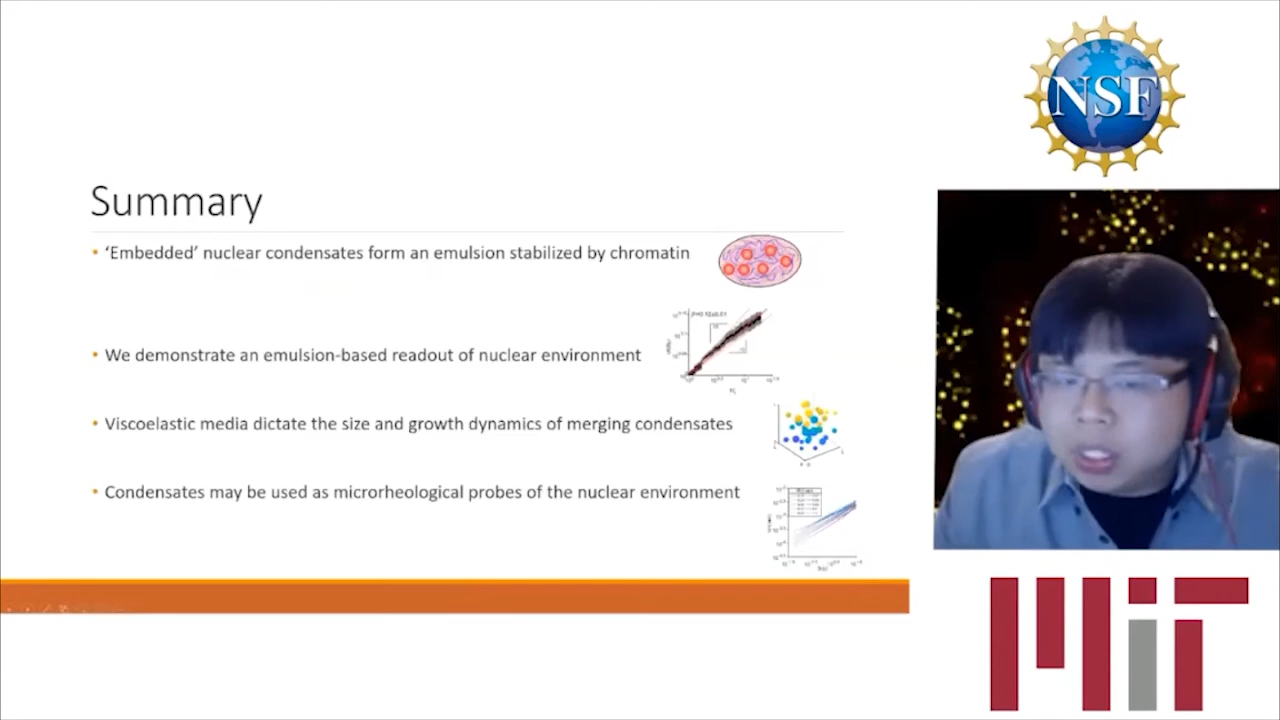 NSF
Summary
‘Embedded’ nuclear condensates form an emulsion stabilized by chromatin
We demonstrate an emulsion-based readout of nuclear environment
Viscoelastic media dictate the size and growth dynamics of merging condensates
Condensates may be used as microrheological probes of the nuclear environment
MIT